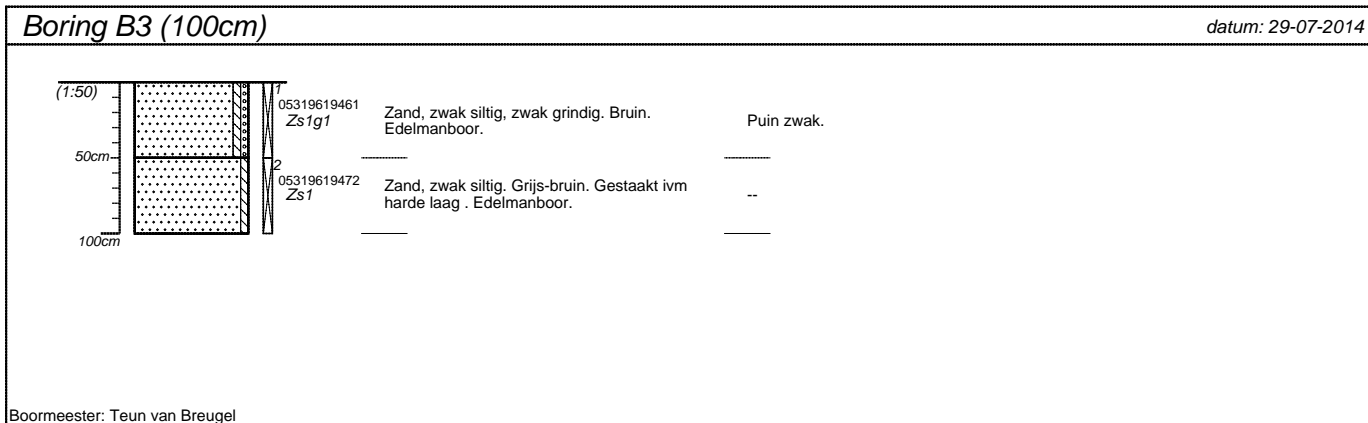 Boring B3 (100cm)
datum: 29-07-2014
(1:50)
1
05319619461
Zs1g1
Zand, zwak siltig, zwak grindig. Bruin.
Edelmanboor.
Puin zwak.
50cm
2
05319619472
Zs1
Zand, zwak siltig. Grijs-bruin. Gestaakt ivm
harde laag . Edelmanboor.
--
100cm
Boormeester: Teun van Breugel